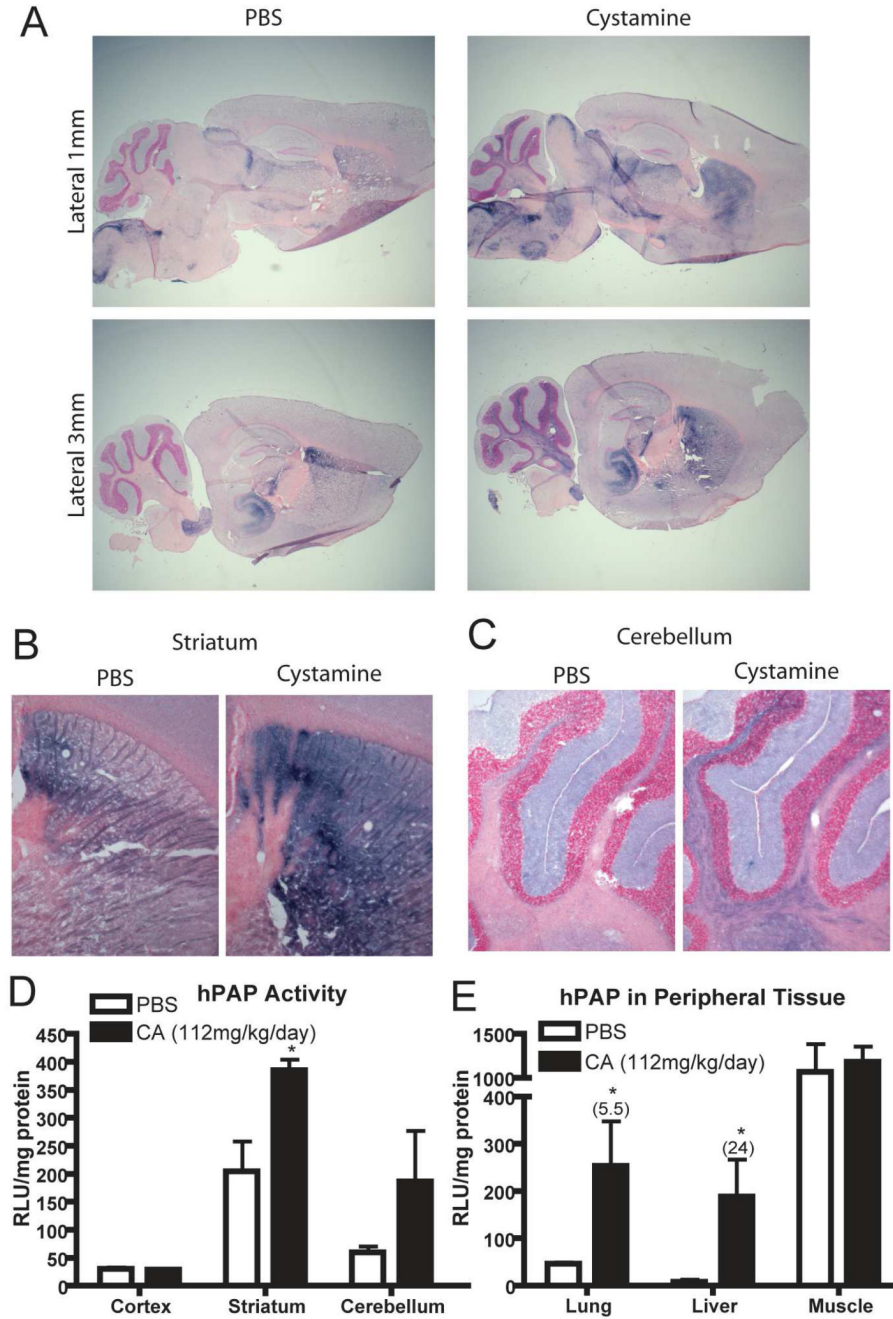 A
PBS
Cystamine
Lateral 1mm
Lateral 3mm
B
Striatum
PBS
Cystamine
C
Cerebellum
PBS
Cystamine
D
hPAP Activity
PBS
CA (112mg/kg/day)
RLU/mg protein
450
400
350
300
250
200
150
100
50
0
*
Cortex
Striatum
Cerebellum
E
hPAP in Peripheral Tissue
PBS
CA (112mg/kg/day)
RLU/mg protein
1500
1000
400
300
200
100
0
*
(5.5)
*
(24)
Lung
Liver
Muscle